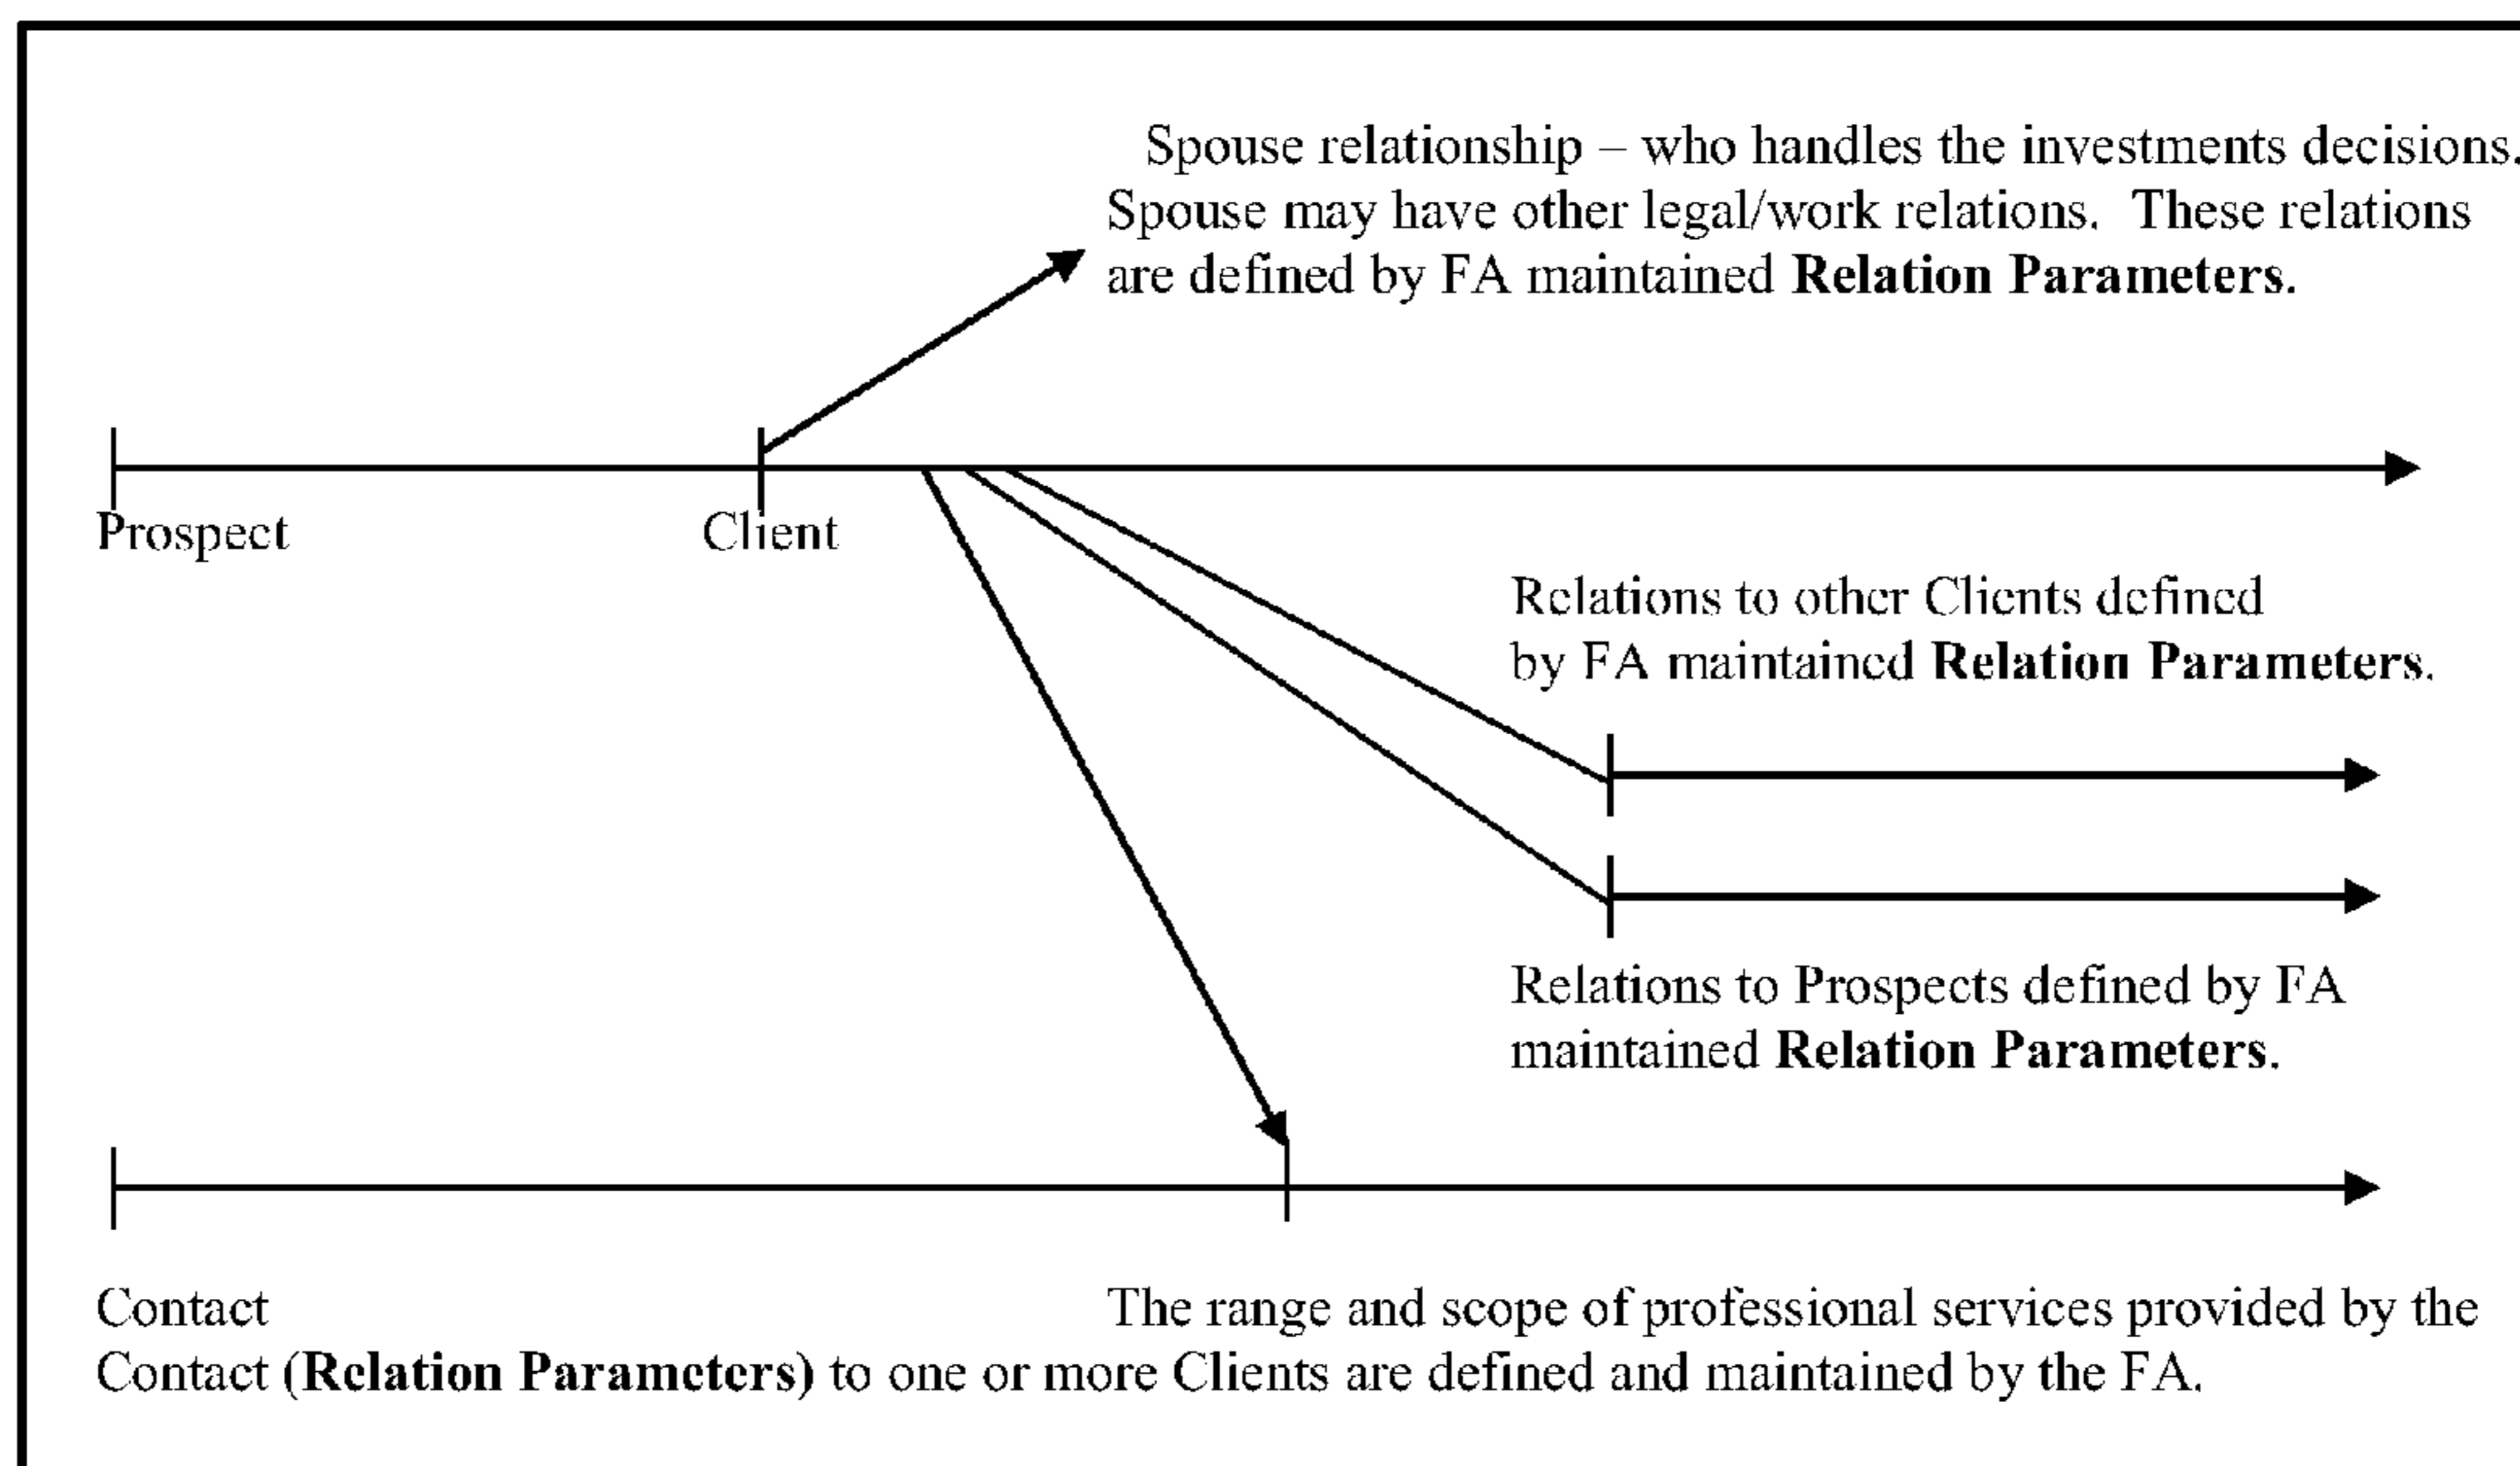 Spouse relationship – who handles the investments decisions.
Spouse may have other legal/work relations. These relations
are defined by FA maintained Relation Parameters.
Prospect
Client
Relations to other Clients defined
by FA maintained Relation Parameters.
Relations to Prospects defined by FA
maintained Relation Parameters.
Contact The range and scope of professional services provided by the
Contact (Relation Parameters) to one or more Clients are defined and maintained by the FA.